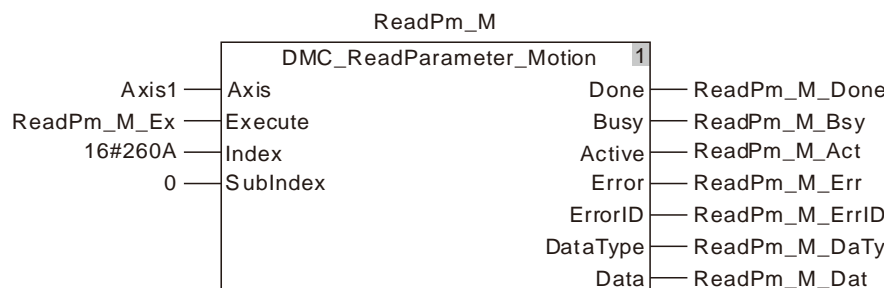 ReadPm_M
DMC_ReadParameter_Motion 1
Axis1 Axis Done ReadPm_M_Done
ReadPm_M_Ex Execute Busy ReadPm_M_Bsy
16#260A Index Active ReadPm_M_Act
0 SubIndex Error ReadPm_M_Err
ErrorID ReadPm_M_ErrID
DataType ReadPm_M_DaTy
Data ReadPm_M_Dat